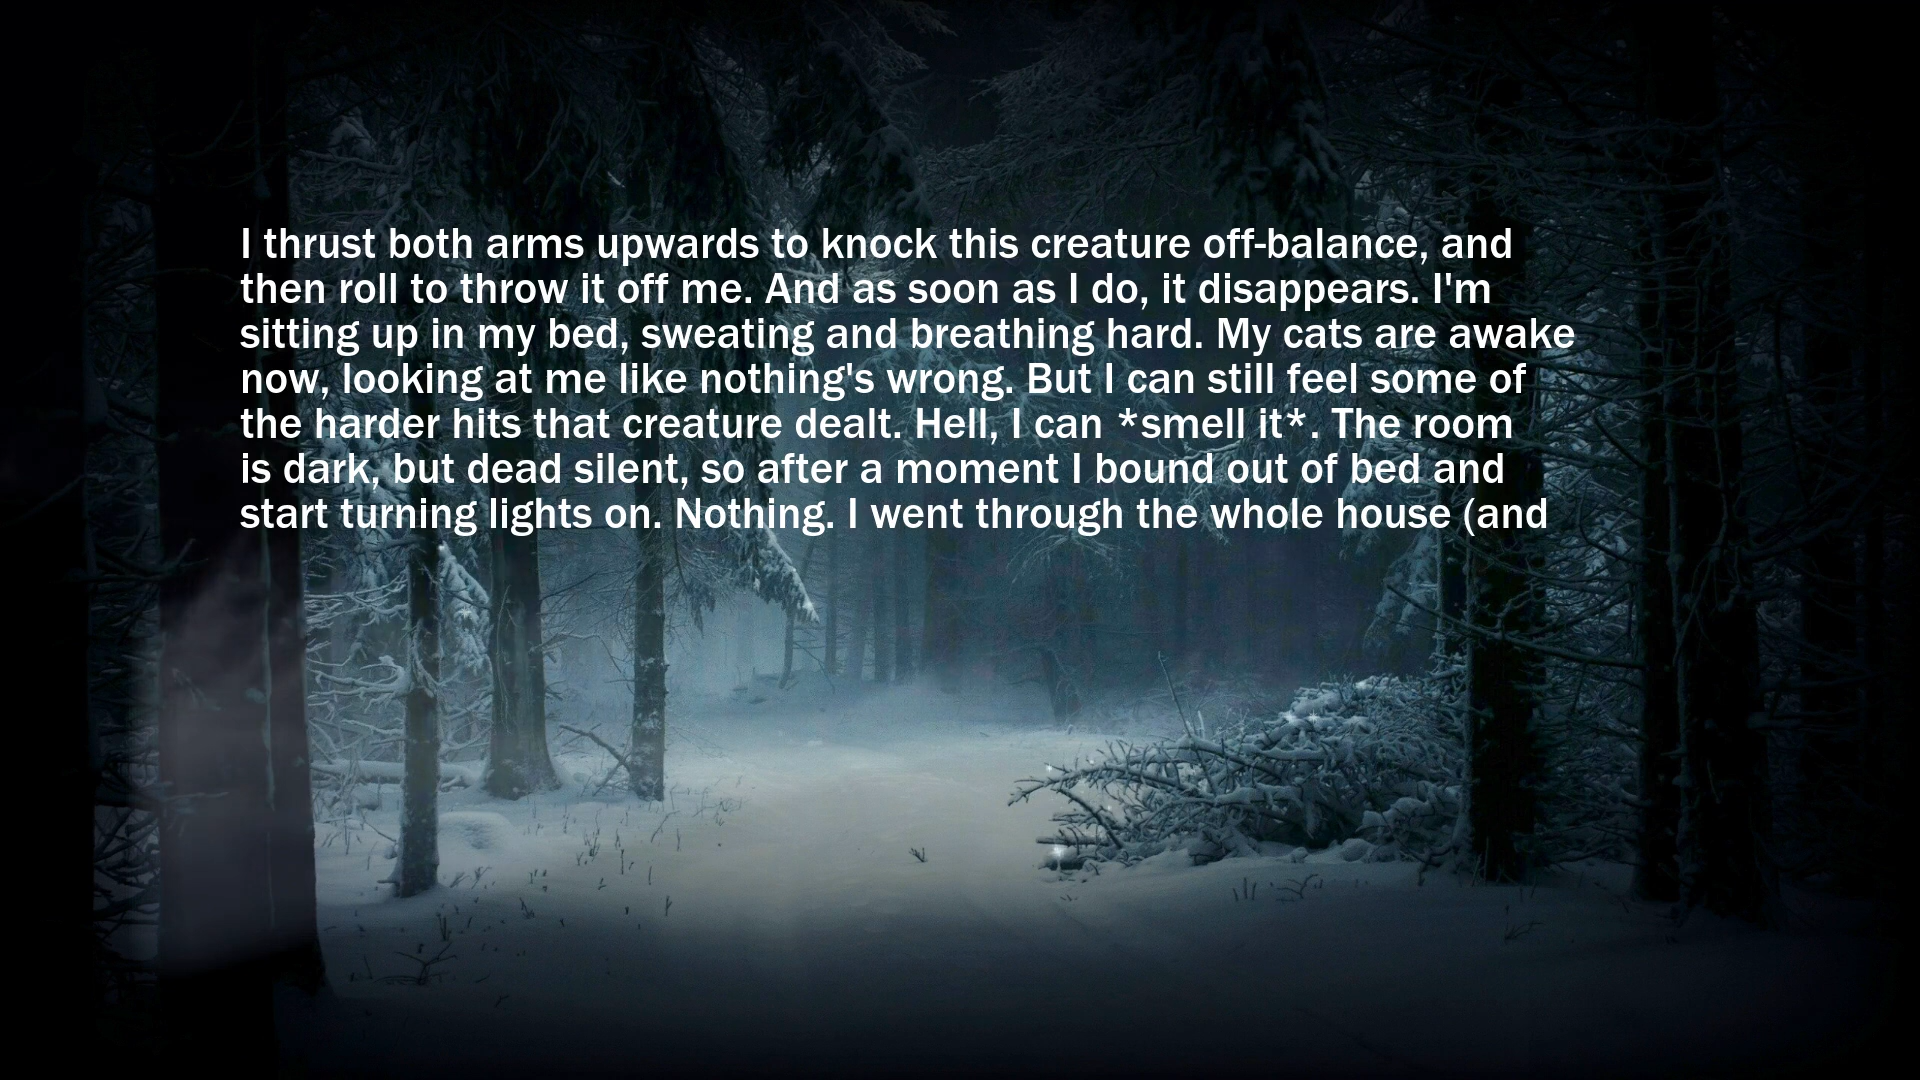 I thrust both arms upwards to knock this creature off-balance, and
then roll to throw it off me. And as soon as I do, it disappears. I'm
sitting up in my bed, sweating and breathing hard. My cats are awake
now, looking at me like nothing's wrong. But I can still feel some of
the harder hits that creature dealt. Hell, I can *smell it*. The room
is dark, but dead silent, so after a moment I bound out of bed and
start turning lights on. Nothing. I went through the whole house (and